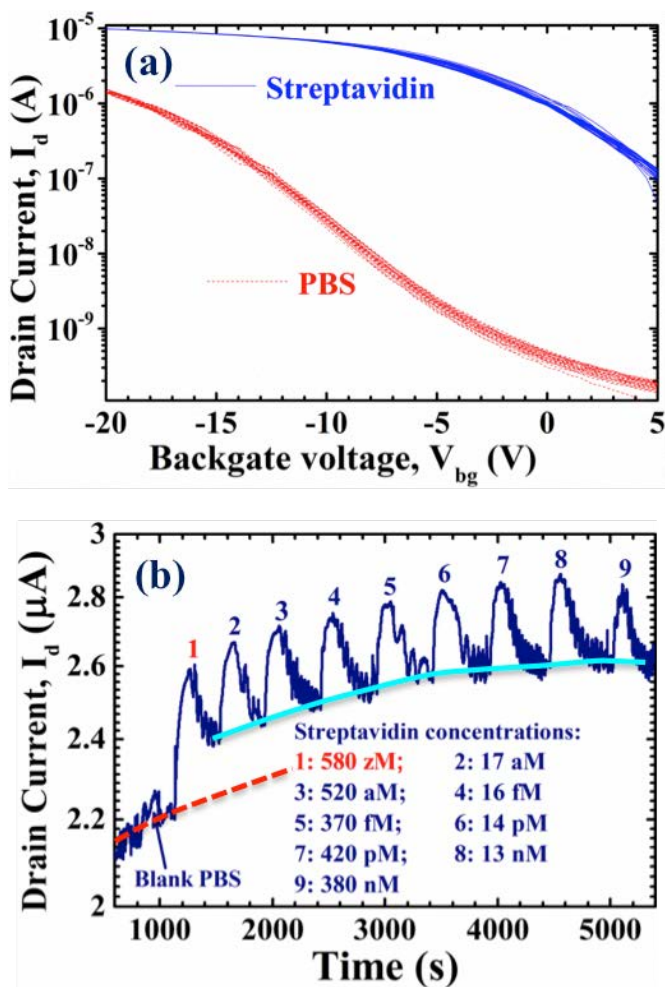 (a)
Streptavidin
PBS
Drain Current, I_d (A)
10^-5
10^-6
10^-7
10^-8
10^-9
-20 -15 -10 -5 0 5
Backgate voltage, V_bg (V)
(b)
Drain Current, I_d ((μA)
3
2.8
2.6
2.4
2.2
2
1 2 3 4 5 6 7 8 9
Streptavidin concentrations:
1: 580 zM; 2: 17 aM
3: 520 aM; 4: 16 fM
5: 370 fM; 6: 14 pM
7: 420 pM; 8: 13 nM
9: 380 nM
Blank PBS
1000 2000 3000 4000 5000
Time (s)